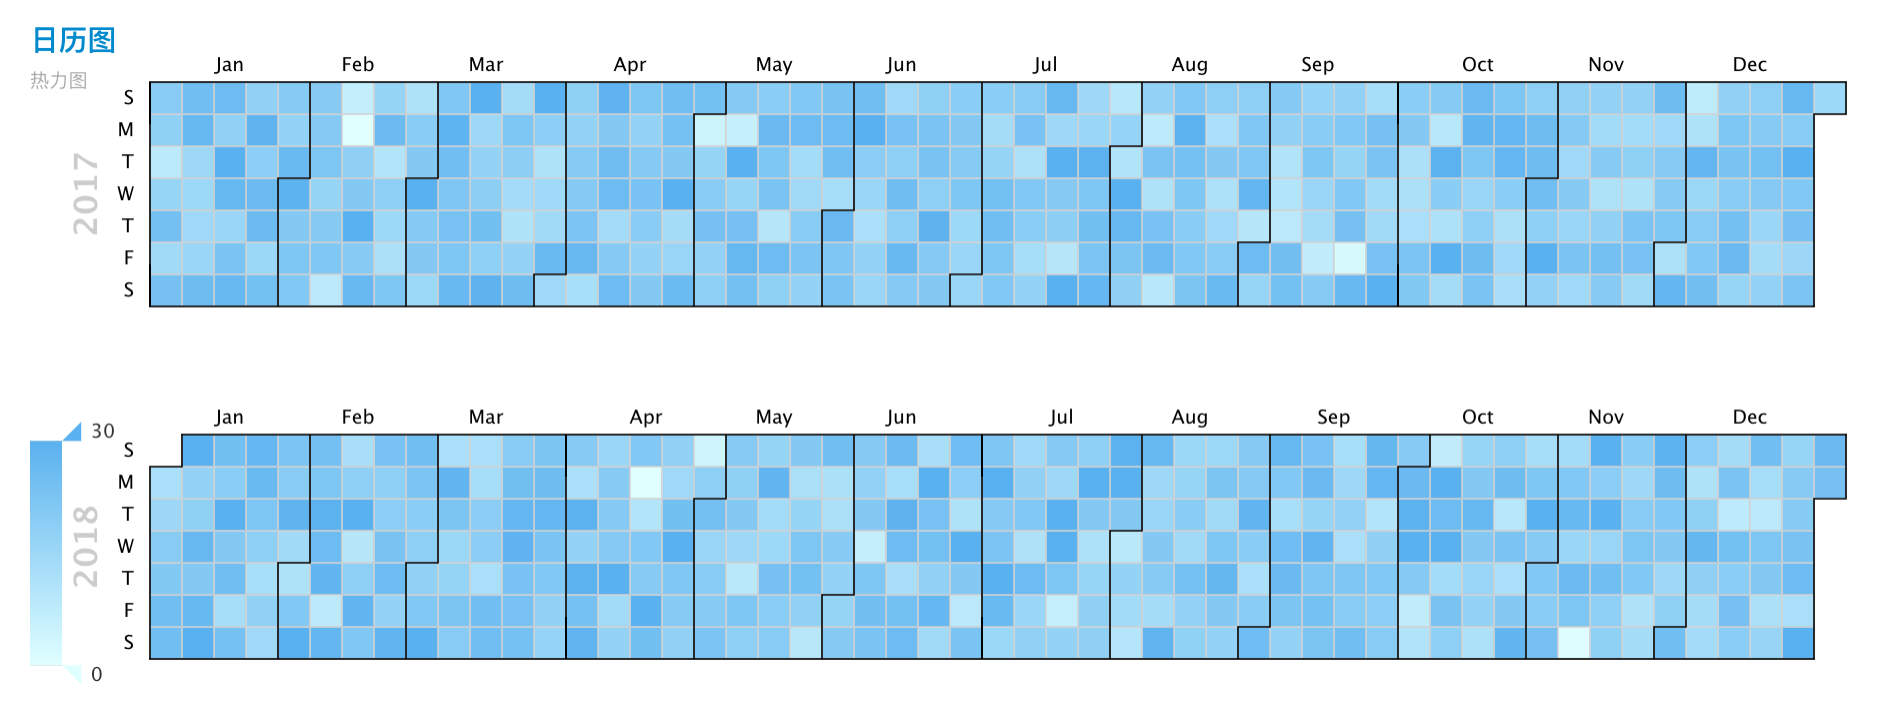 日历图
热力图
Jan Feb Mar Apr May Jun Jul Aug Sep Oct Nov Dec
2017
S
M
T
W
T
F
S
Jan Feb Mar Apr May Jun Jul Aug Sep Oct Nov Dec
2018
S
M
T
W
T
F
S
30
0